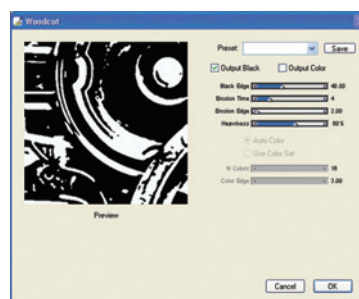 Woodcut
Preset: Save
Output Black Output Color
Black Edge 40.00
Erosion Time 4
Erosion Edge 2.00
Heaviness 60%
Auto Color
Use Color Set
N Colors 16
Color Edge 3.00
Preview
Cancel OK